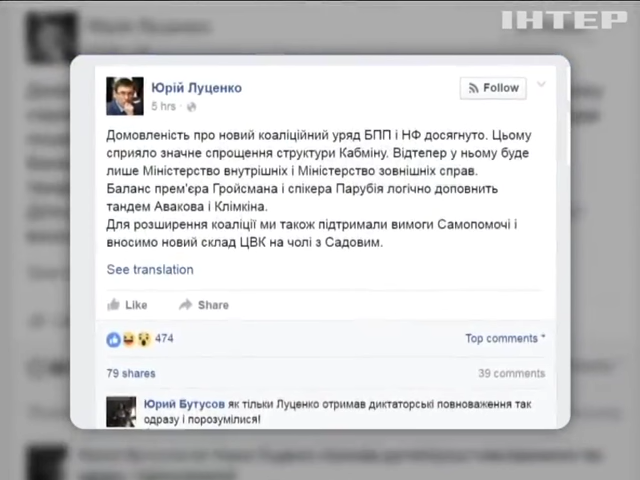 ІНТЕР
Юрій Луценко
5 hrs ·
Follow
Домовленість про новий коаліційний уряд БПП і НФ досягнуто. Цьому
сприяло значне спрощення структури Кабміну. Відтепер у ньому буде
лише Міністерство внутрішніх і Міністерство зовнішніх справ.
Баланс прем'єра Гройсмана і спікера Парубія логічно доповнить
тандем Авакова і Клімкіна.
Для розширення коаліції ми також підтримали вимоги Самопомочі і
вносимо новий склад ЦВК на чолі з Садовим.
See translation
Like Share
474
Top comments
79 shares
39 comments
Юрий Бутусов як тільки Луценко отримав диктаторські повноваження так
одразу і порозумілися!